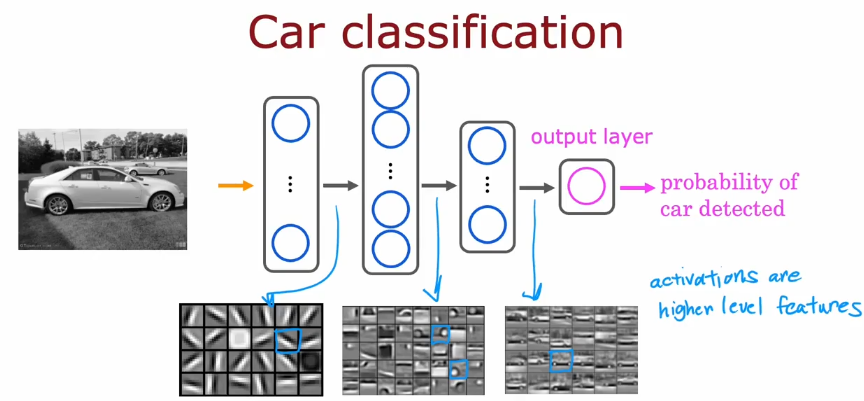 Car classification
output layer
probability of
car detected
activations are
higher level features